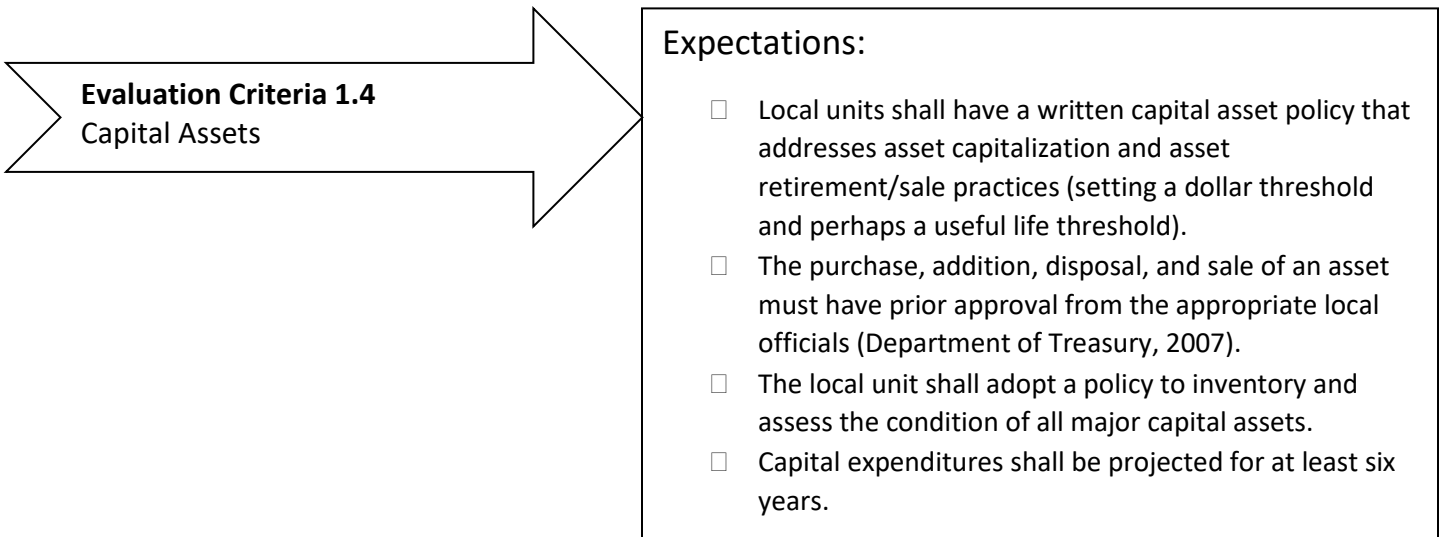 Evaluation Criteria 1.4
Capital Assets
Expectations:
☐ Local units shall have a written capital asset policy that
addresses asset capitalization and asset
retirement/sale practices (setting a dollar threshold
and perhaps a useful life threshold).
☐ The purchase, addition, disposal, and sale of an asset
must have prior approval from the appropriate local
officials (Department of Treasury, 2007).
☐ The local unit shall adopt a policy to inventory and
assess the condition of all major capital assets.
☐ Capital expenditures shall be projected for at least six
years.